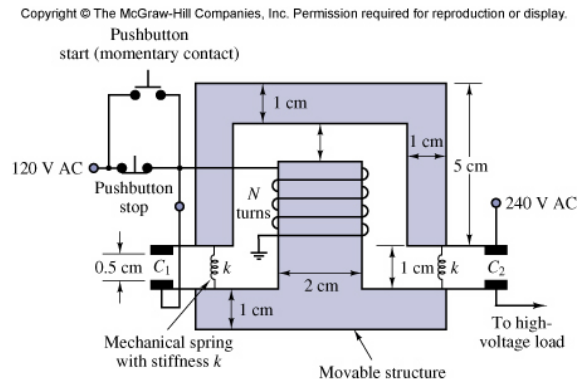 Copyright © The McGraw-Hill Companies, Inc. Permission required for reproduction or display.
Pushbutton
start (momentary contact)
1 cm
1 cm
120 V AC
5 cm
Pushbutton
stop
N
turns
240 V AC
0.5 cm
C1
k
2 cm
1 cm
k
C2
1 cm
To high-
voltage load
Mechanical spring
with stiffness k
Movable structure